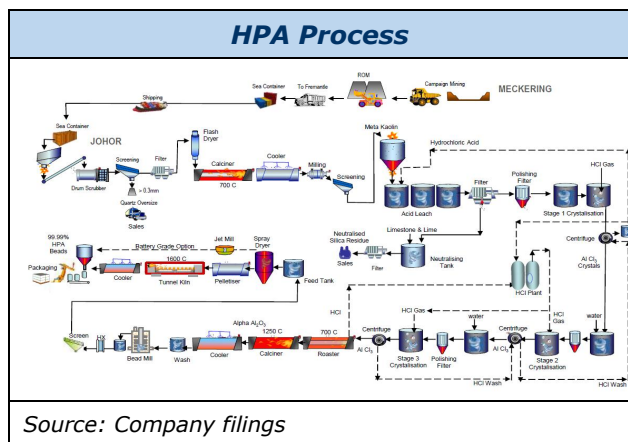 HPA Process
ROM
Campaign Mining
MECKERING
To Fremantle
Sea Container
Shipping
Sea Container
JOHOR
Flash
Dryer
Screening
Filter
Drum Scrubber
> 0.3mm
Quartz Oversize
Sales
Calciner
700 C
Cooler
Milling
Screening
Meta Kaolin
Hydrochloric Acid
Acid Leach
Filter
Polishing
Filter
HCl Gas
Stage 1 Crystalisation
Centrifuge
Al Cl3
Crystals
Limestone & Lime
Neutralised
Silica Residue
Sales
Filter
Neutralising
Tank
HCl Plant
99.99%
HPA
Beads
Battery Grade Option
Jet Mill
Spray
Dryer
1600 C
Packaging
Cooler
Tunnel Kiln
Pelletiser
Feed Tank
HCl
HCl Gas
HCl
Gas
water
water
Screen
HX
Bead Mill
Wash
Alpha Al2O3
Cooler
1250 C
Calciner
700 C
Roaster
Centrifuge
Al Cl3
Stage 3
Crystalisation
Polishing
Filter
Centrifuge
Al Cl3
Stage 2
Crystalisation
HCl Wash
HCl Wash
Source: Company filings